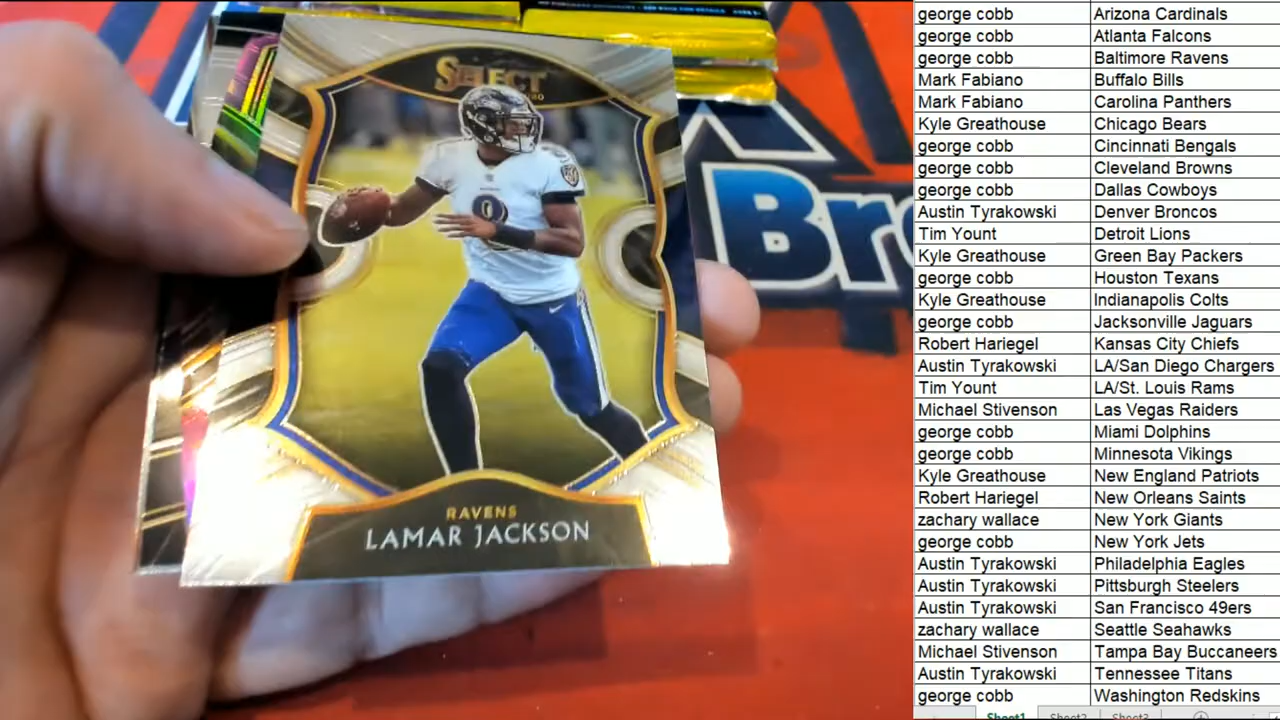 SELECT
2020
RAVENS
LAMAR JACKSON
Bro
george cobb Arizona Cardinals
george cobb Atlanta Falcons
george cobb Baltimore Ravens
Mark Fabiano Buffalo Bills
Mark Fabiano Carolina Panthers
Kyle Greathouse Chicago Bears
george cobb Cincinnati Bengals
george cobb Cleveland Browns
george cobb Dallas Cowboys
Austin Tyrakowski Denver Broncos
Tim Yount Detroit Lions
Kyle Greathouse Green Bay Packers
george cobb Houston Texans
Kyle Greathouse Indianapolis Colts
george cobb Jacksonville Jaguars
Robert Hariegel Kansas City Chiefs
Austin Tyrakowski LA/San Diego Chargers
Tim Yount LA/St. Louis Rams
Michael Stivenson Las Vegas Raiders
george cobb Miami Dolphins
george cobb Minnesota Vikings
Kyle Greathouse New England Patriots
Robert Hariegel New Orleans Saints
zachary wallace New York Giants
george cobb New York Jets
Austin Tyrakowski Philadelphia Eagles
Austin Tyrakowski Pittsburgh Steelers
Austin Tyrakowski San Francisco 49ers
zachary wallace Seattle Seahawks
Michael Stivenson Tampa Bay Buccaneers
Austin Tyrakowski Tennessee Titans
george cobb Washington Redskins
Sheet1 Sheet2 Sheet3